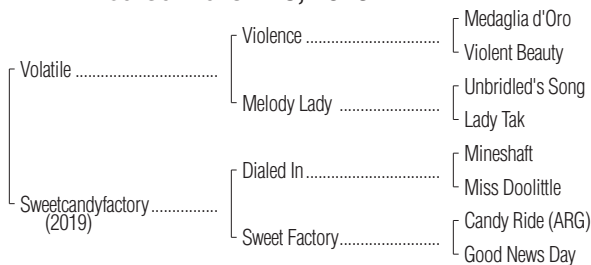 Medaglia d'Oro
Violence ........................
Violent Beauty
Volatile ..................................
Unbridled's Song
Melody Lady ........................
Lady Tak
Mineshaft
Dialed In................................
Miss Doolittle
Sweetcandyfactory................
(2019)
Candy Ride (ARG)
Sweet Factory........................
Good News Day